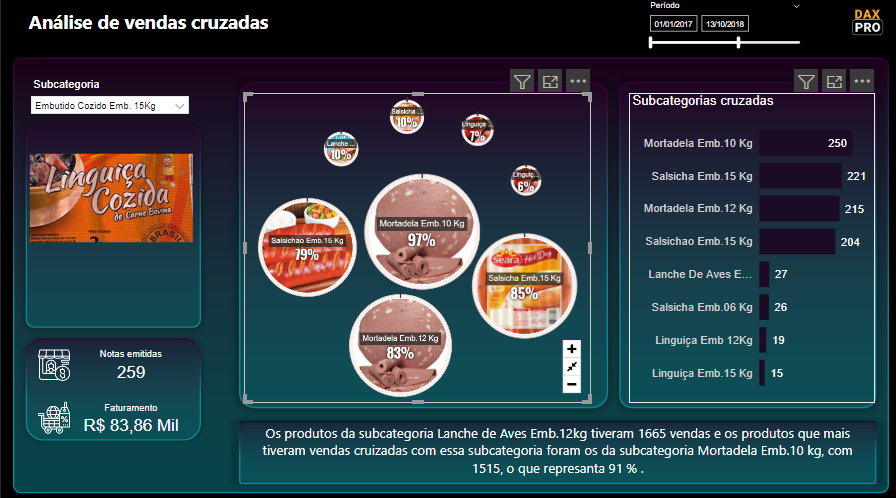 Análise de vendas cruzadas
Período
01/01/2017 13/10/2018
DAX
PRO
Subcategoria
Embutido Cozido Emb. 15Kg
Linguiça
Cozida
de Carne Bovina
BRASIL
Notas emitidas
259
Faturamento
R$ 83,86 Mil
Salsicha ...
10%
Linguiça ...
7%
Lanche ...
10%
Linguiç...
6%
Mortadela Emb.10 Kg
97%
Salsichao Emb.15 Kg
79%
Seara Hot Dog
Salsicha Emb.15 Kg
85%
Mortadela Emb.12 Kg
83%
Subcategorias cruzadas
Mortadela Emb.10 Kg 250
Salsicha Emb.15 Kg 221
Mortadela Emb.12 Kg 215
Salsichao Emb.15 Kg 204
Lanche De Aves E... 27
Salsicha Emb.06 Kg 26
Linguiça Emb 12Kg 19
Linguiça Emb.15 Kg 15
Os produtos da subcategoria Lanche de Aves Emb.12kg tiveram 1665 vendas e os produtos que mais
tiveram vendas cruizadas com essa subcategoria foram os da subcategoria Mortadela Emb.10 kg, com
1515, o que represanta 91 % .